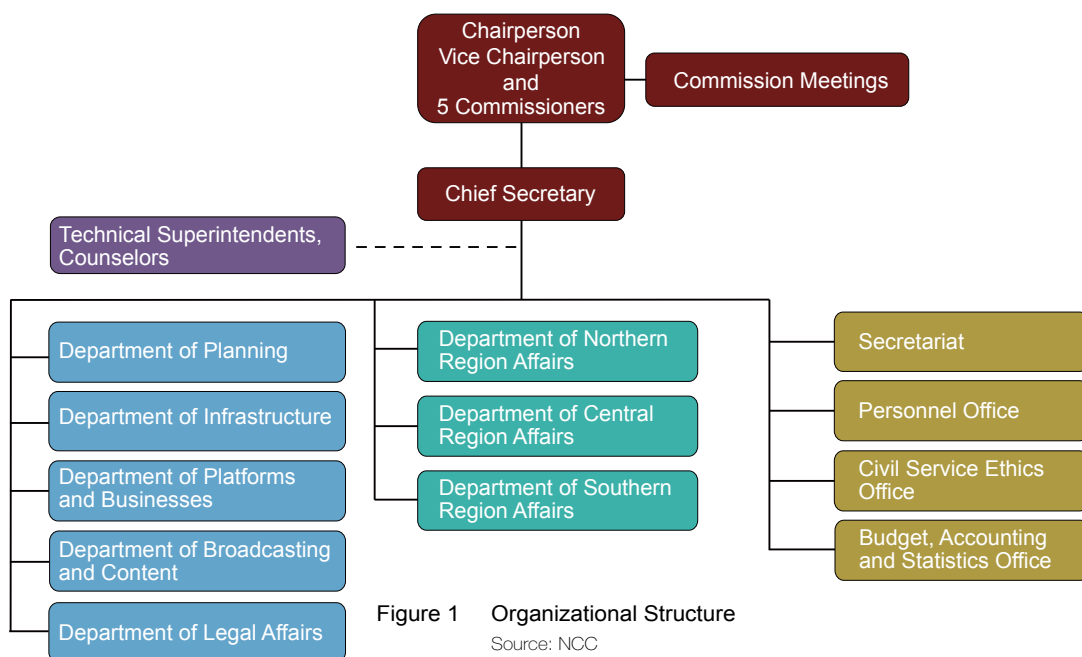 Chairperson
Vice Chairperson
and
5 Commissioners
Commission Meetings
Chief Secretary
Technical Superintendents,
Counselors
Department of Planning
Department of Infrastructure
Department of Platforms
and Businesses
Department of Broadcasting
and Content
Department of Legal Affairs
Department of Northern
Region Affairs
Department of Central
Region Affairs
Department of Southern
Region Affairs
Secretariat
Personnel Office
Civil Service Ethics
Office
Budget, Accounting
and Statistics Office
Figure 1 Organizational Structure
Source: NCC